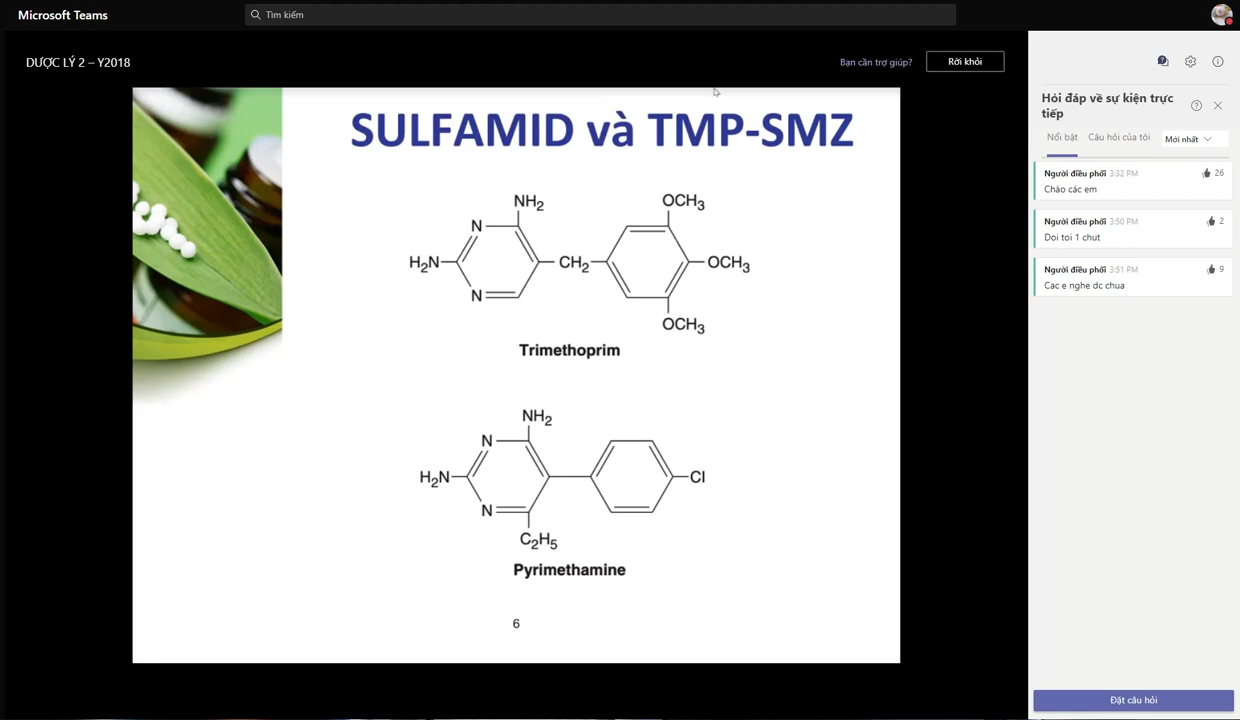 Microsoft Teams
Tìm kiếm
DƯỢC LÝ 2 – Y2018
Bạn cần trợ giúp?
Rời khỏi
SULFAMID và TMP-SMZ
NH2
OCH3
N
H2N
CH2
OCH3
N
OCH3
Trimethoprim
NH2
N
H2N
Cl
N
C2H5
Pyrimethamine
6
Hỏi đáp về sự kiện trực
tiếp
Nổi bật
Câu hỏi của tôi
Mới nhất
Người điều phối 3:32 PM
26
Chào các em
Người điều phối 3:50 PM
2
Doi toi 1 chut
Người điều phối 3:51 PM
9
Cac e nghe dc chua
Đặt câu hỏi